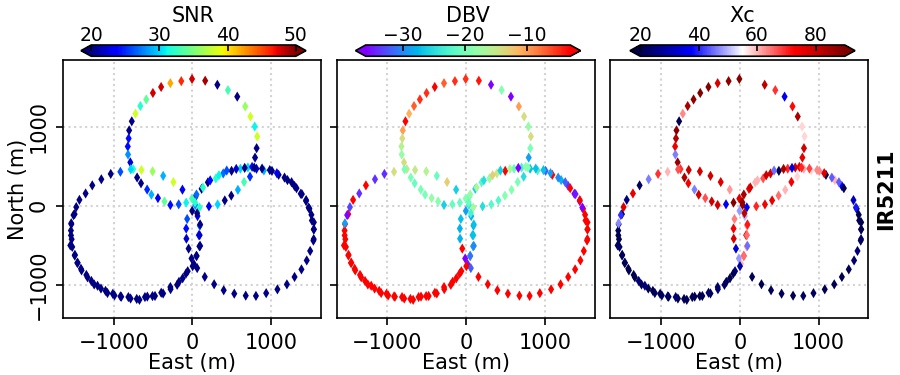 SNR DBV Xc
20 30 40 50 −30 −20 −10 20 40 60 80
North (m)
1000
0
−1000
−1000 0 1000 −1000 0 1000 −1000 0 1000
East (m) East (m) East (m)
IR5211